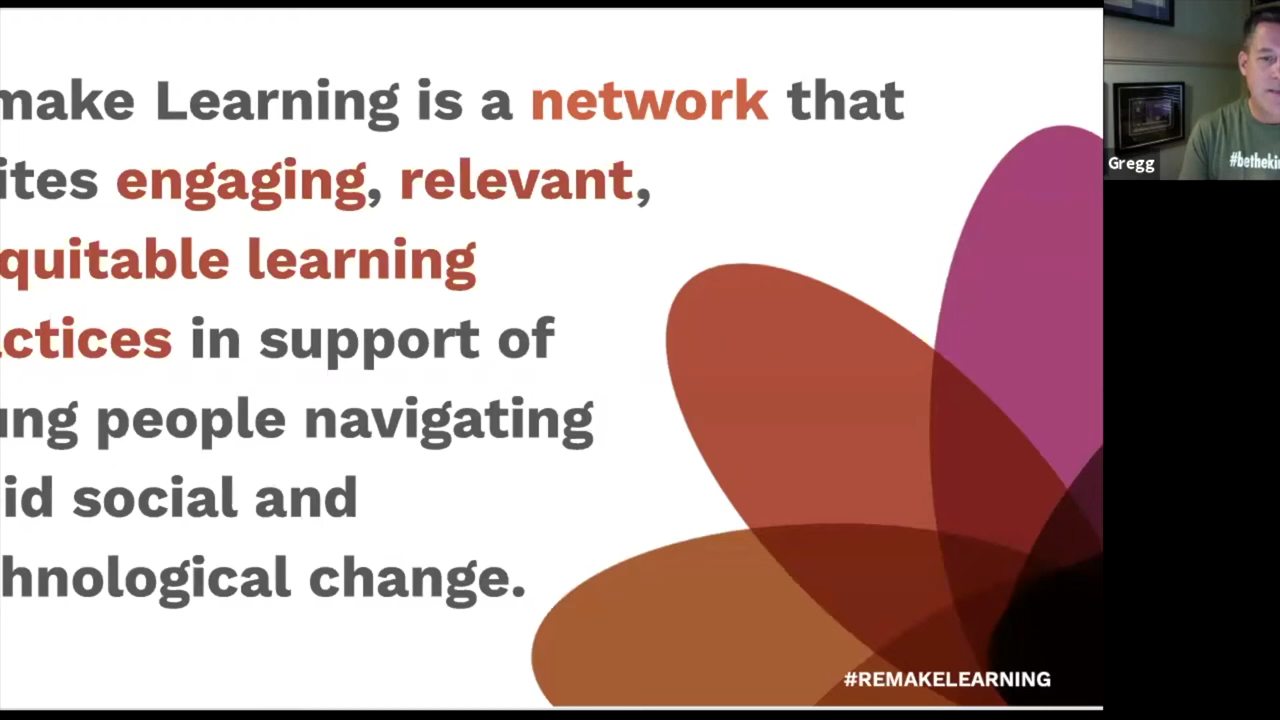 make Learning is a network that
ites engaging, relevant,
quitable learning
ctices in support of
ung people navigating
id social and
hnological change.
#REMAKELEARNING
Gregg
#bethekin